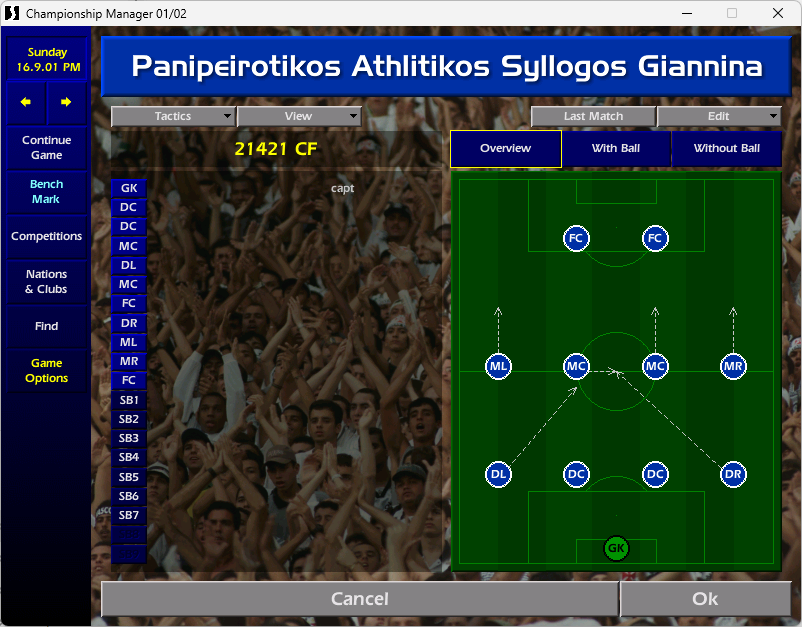 Championship Manager 01/02
Sunday
16.9.01 PM
Panipeirotikos Athlitikos Syllogos Giannina
Continue
Game
Bench
Mark
Competitions
Nations
& Clubs
Find
Game
Options
Tactics
View
Last Match
Edit
21421 CF
Overview
With Ball
Without Ball
GK
capt
DC
DC
MC
DL
MC
FC
DR
ML
MR
FC
SB1
SB2
SB3
SB4
SB5
SB6
SB7
FC FC
ML MC MC MR
DL DC DC DR
GK
Cancel
Ok